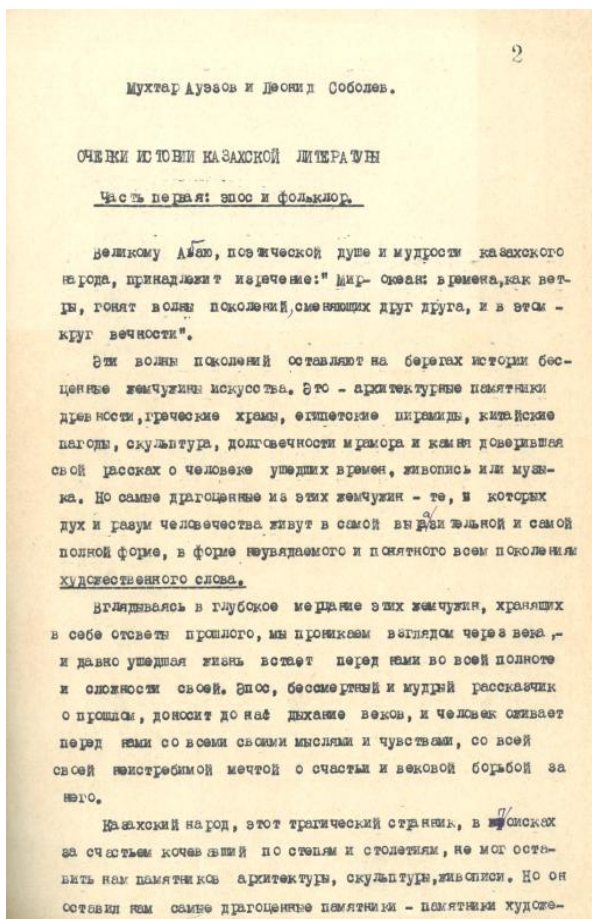 2
Мухтар Ауэзов и Леонид Соболев.
ОЧЕРКИ ИСТОРИИ КАЗАХСКОЙ ЛИТЕРАТУРЫ
Часть первая: эпос и фольклор.
Великому Абаю, поэтической душе и мудрости казахского
народа, принадлежит изречение:" Мир- океан: времена,как вет-
ры, гонят волны поколений,сменяющих друг друга, и в этом -
круг вечности".
Эти волны поколений оставляют на берегах истории бес-
ценные жемчужины искусства. Это - архитектурные памятники
древности,греческие храмы, египетские пирамиды, китайские
пагоды, скульптура, долговечности мрамора и камня доверившая
свой рассказ о человеке ушедших времен, живопись или музы-
ка. Но самые драгоценные из этих жемчужин - те, в которых
дух и разум человечества живут в самой выразительной и самой
полной форме, в форме неувядаемого и понятного всем поколениям
художественного слова.
Вглядываясь в глубокое мерцание этих жемчужин, хранящих
в себе отсветы прошлого, мы проникаем взглядом через века,-
и давно ушедшая жизнь встает перед нами во всей полноте
и сложности своей. Эпос, бессмертный и мудрый рассказчик
о прошлом, доносит до нас дыхание веков, и человек оживает
перед нами со всеми своими мыслями и чувствами, со всей
своей неистребимой мечтой о счастьи и вековой борьбой за
него.
Казахский народ, этот трагический странник, в поисках
за счастьем кочевавший по степям и столетиям, не мог оста-
вить нам памятников архитектуры, скульптуры,живописи. Но он
оставил нам самые драгоценные памятники - памятники художе-